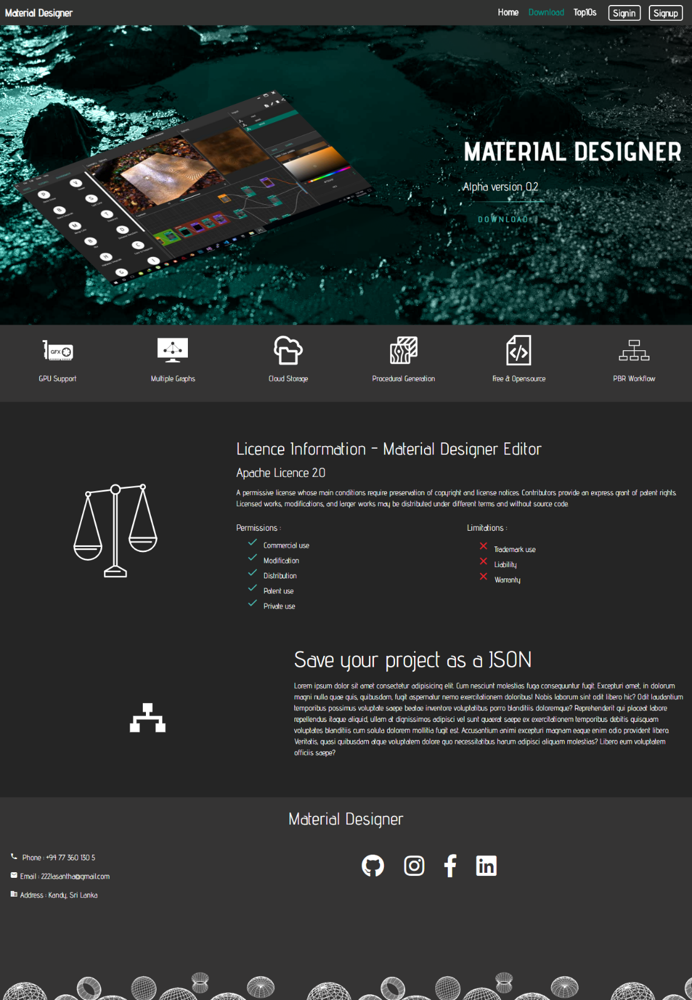 Material Designer
Home Download Top10s Signin Signup
MATERIAL DESIGNER
Alpha version 0.2
DOWNLOAD
GFX
GPU Support
Multiple Graphs
Cloud Storage
Procedural Generation
Free & Opensource
PBR Workflow
Licence Information - Material Designer Editor
Apache Licence 2.0
A permissive license whose main conditions require preservation of copyright and license notices. Contributors provide an express grant of patent rights.
Licensed works, modifications, and larger works may be distributed under different terms and without source code.
Permissions :
Commercial use
Modification
Distribution
Patent use
Private use
Limitations :
Trademark use
Liability
Warranty
Save your project as a JSON
Lorem ipsum dolor sit amet consectetur adipisicing elit. Cum nesciunt molestias fuga consequuntur fugit. Excepturi amet, in dolorum
magni nulla quae quis, quibusdam, fugit aspernatur nemo exercitationem doloribus! Nobis laborum sint odit libero hic? Odit laudantium
temporibus possimus voluptate saepe beatae inventore voluptatibus porro blanditiis doloremque? Reprehenderit qui placeat labore
repellendus itaque aliquid, ullam at dignissimos adipisci vel sunt quaerat saepe ex exercitationem temporibus debitis quisquam
voluptates blanditiis cum soluta dolorem mollitia fugit est. Accusantium animi excepturi magnam eaque enim odio provident libero.
Veritatis, quasi quibusdam atque voluptatem dolore quo necessitatibus harum adipisci aliquam molestias? Libero eum voluptatem
officiis saepe?
Material Designer
Phone : +94 77 360 130 5
Email : 222lasantha@gmail.com
Address : Kandy, Sri Lanka